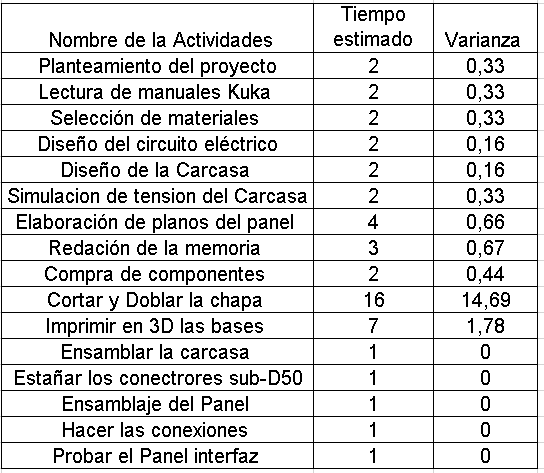 Nombre de la Actividades Tiempo estimado Varianza
Planteamiento del proyecto 2 0,33
Lectura de manuales Kuka 2 0,33
Selección de materiales 2 0,33
Diseño del circuito eléctrico 2 0,16
Diseño de la Carcasa 2 0,16
Simulacion de tension del Carcasa 2 0,33
Elaboración de planos del panel 4 0,66
Redación de la memoria 3 0,67
Compra de componentes 2 0,44
Cortar y Doblar la chapa 16 14,69
Imprimir en 3D las bases 7 1,78
Ensamblar la carcasa 1 0
Estañar los conectrores sub-D50 1 0
Ensamblaje del Panel 1 0
Hacer las conexiones 1 0
Probar el Panel interfaz 1 0